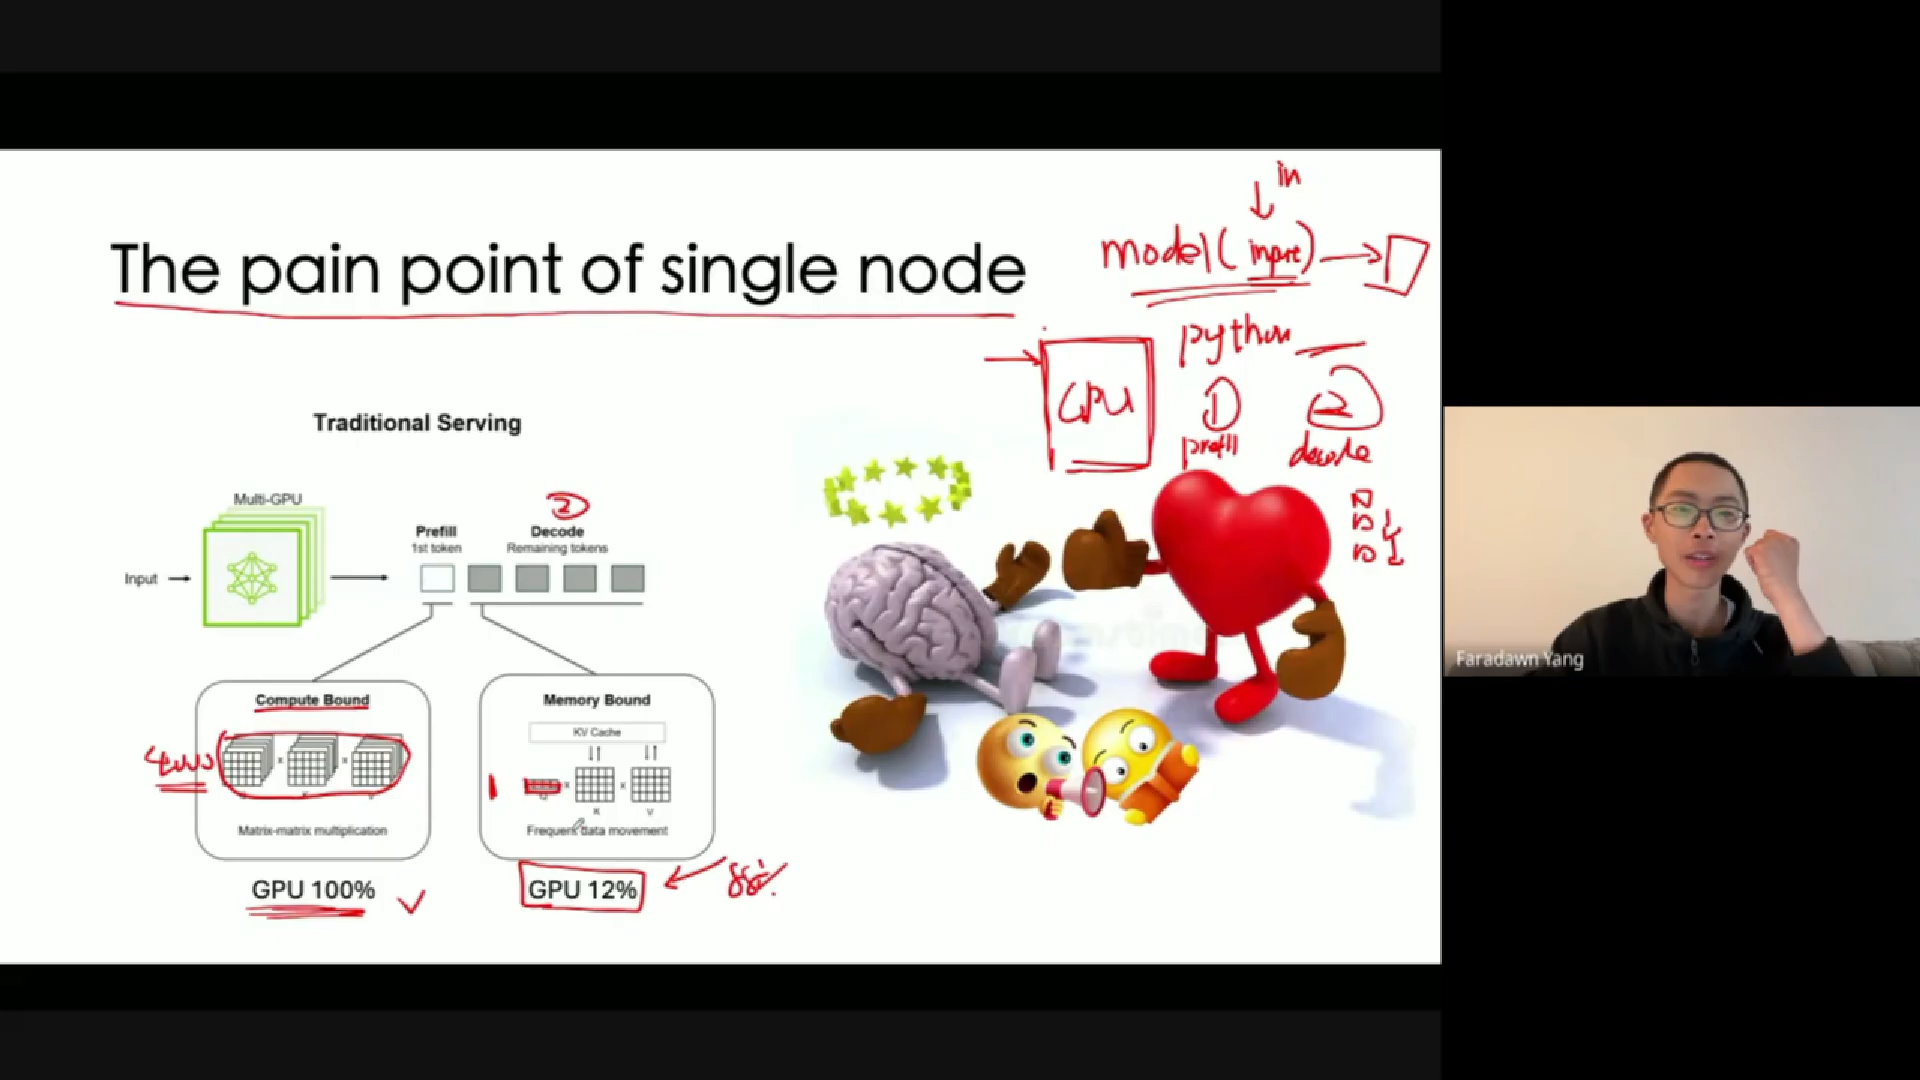 in
model( input )
The pain point of single node
python
GPU
1
2
prefill
decode
Traditional Serving
Multi-GPU
2
Prefill
Decode
1st token
Remaining tokens
Input
Faradawn Yang
Compute Bound
Memory Bound
KV Cache
1
K
V
Matrix-matrix multiplication
Frequent data movement
GPU 100%
GPU 12%